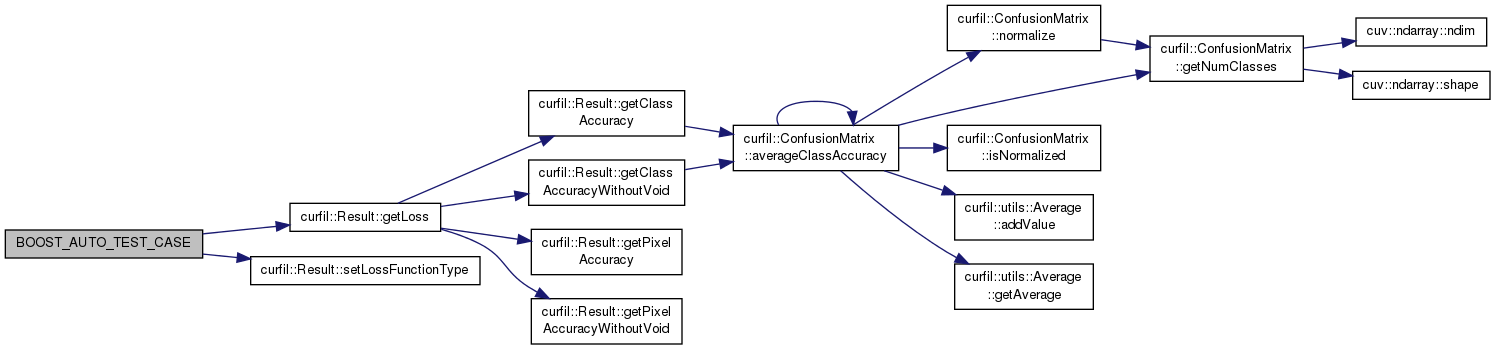 BOOST_AUTO_TEST_CASE
curfil::Result::getLoss
curfil::Result::setLossFunctionType
curfil::Result::getClass
Accuracy
curfil::Result::getClass
AccuracyWithoutVoid
curfil::Result::getPixel
Accuracy
curfil::Result::getPixel
AccuracyWithoutVoid
curfil::ConfusionMatrix
::averageClassAccuracy
curfil::ConfusionMatrix
::normalize
curfil::ConfusionMatrix
::isNormalized
curfil::utils::Average
::addValue
curfil::utils::Average
::getAverage
curfil::ConfusionMatrix
::getNumClasses
cuv::ndarray::ndim
cuv::ndarray::shape